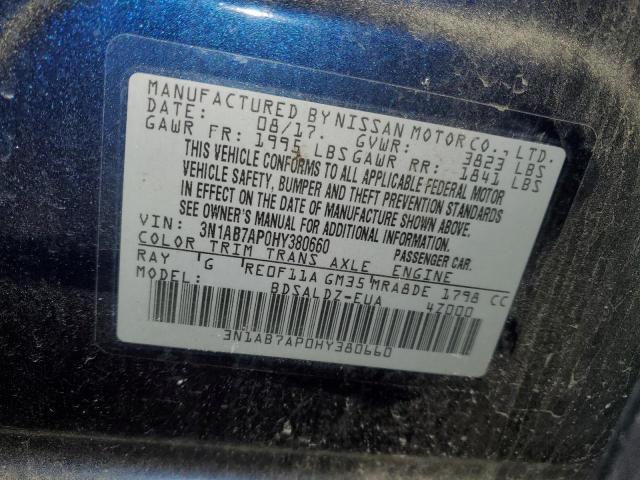 MANUFACTURED BY NISSAN MOTOR CO., LTD.
DATE: 08/17. GVWR: 3823 LBS
GAWR FR: 1995 LBS GAWR RR: 1841 LBS
THIS VEHICLE CONFORMS TO ALL APPLICABLE FEDERAL MOTOR
VEHICLE SAFETY, BUMPER AND THEFT PREVENTION STANDARDS
IN EFFECT ON THE DATE OF MANUFACTURE SHOWN ABOVE.
SEE OWNER'S MANUAL FOR ADDITIONAL INFORMATION.
VIN: 3N1AB7AP0HY380660 PASSENGER CAR.
COLOR TRIM TRANS AXLE ENGINE
RAY G RE0F11A GM35 MRA8DE 1798 CC
MODEL: BDSALDZ-EUA 4Z000
3N1AB7AP0HY380660